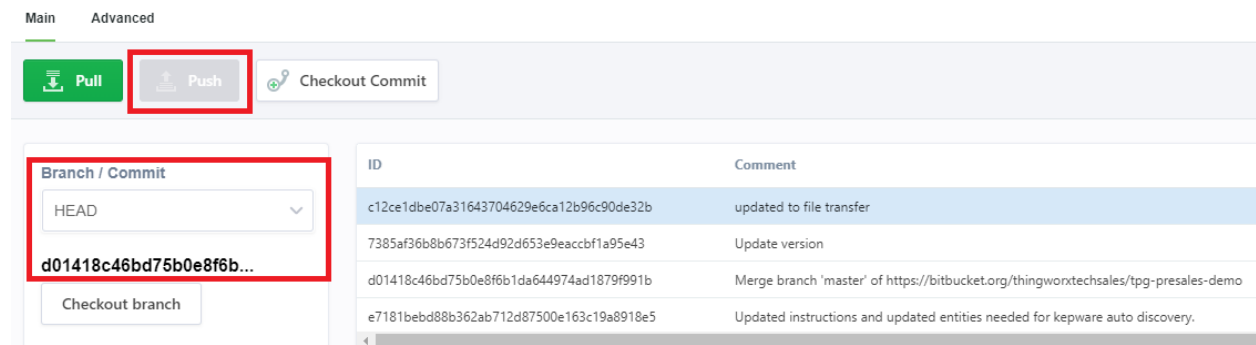 Main Advanced
Pull Push Checkout Commit
Branch / Commit
HEAD
d01418c46bd75b0e8f6b...
Checkout branch
ID Comment
c12ce1dbe07a31643704629e6ca12b96c90de32b updated to file transfer
7385af36b8b673f524d92d653e9eaccbf1a95e43 Update version
d01418c46bd75b0e8f6b1da644974ad1879f991b Merge branch 'master' of https://bitbucket.org/thingworxtechsales/tpg-presales-demo
e7181bebd88b362ab712d87500e163c19a8918e5 Updated instructions and updated entities needed for kepware auto discovery.